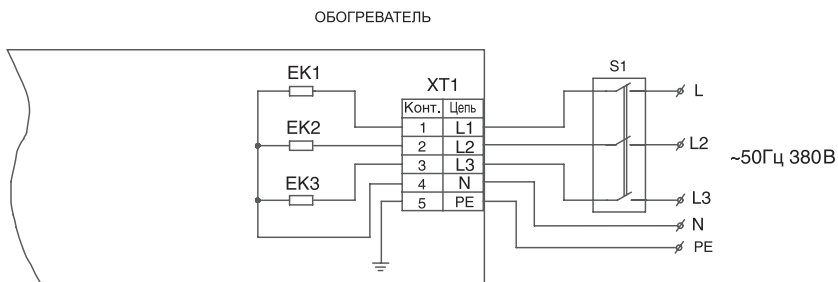 ОБОГРЕВАТЕЛЬ
EK1
EK2
EK3
XT1
Конт. Цепь
1 L1
2 L2
3 L3
4 N
5 PE
S1
L
L2
L3
N
PE
~50Гц 380В